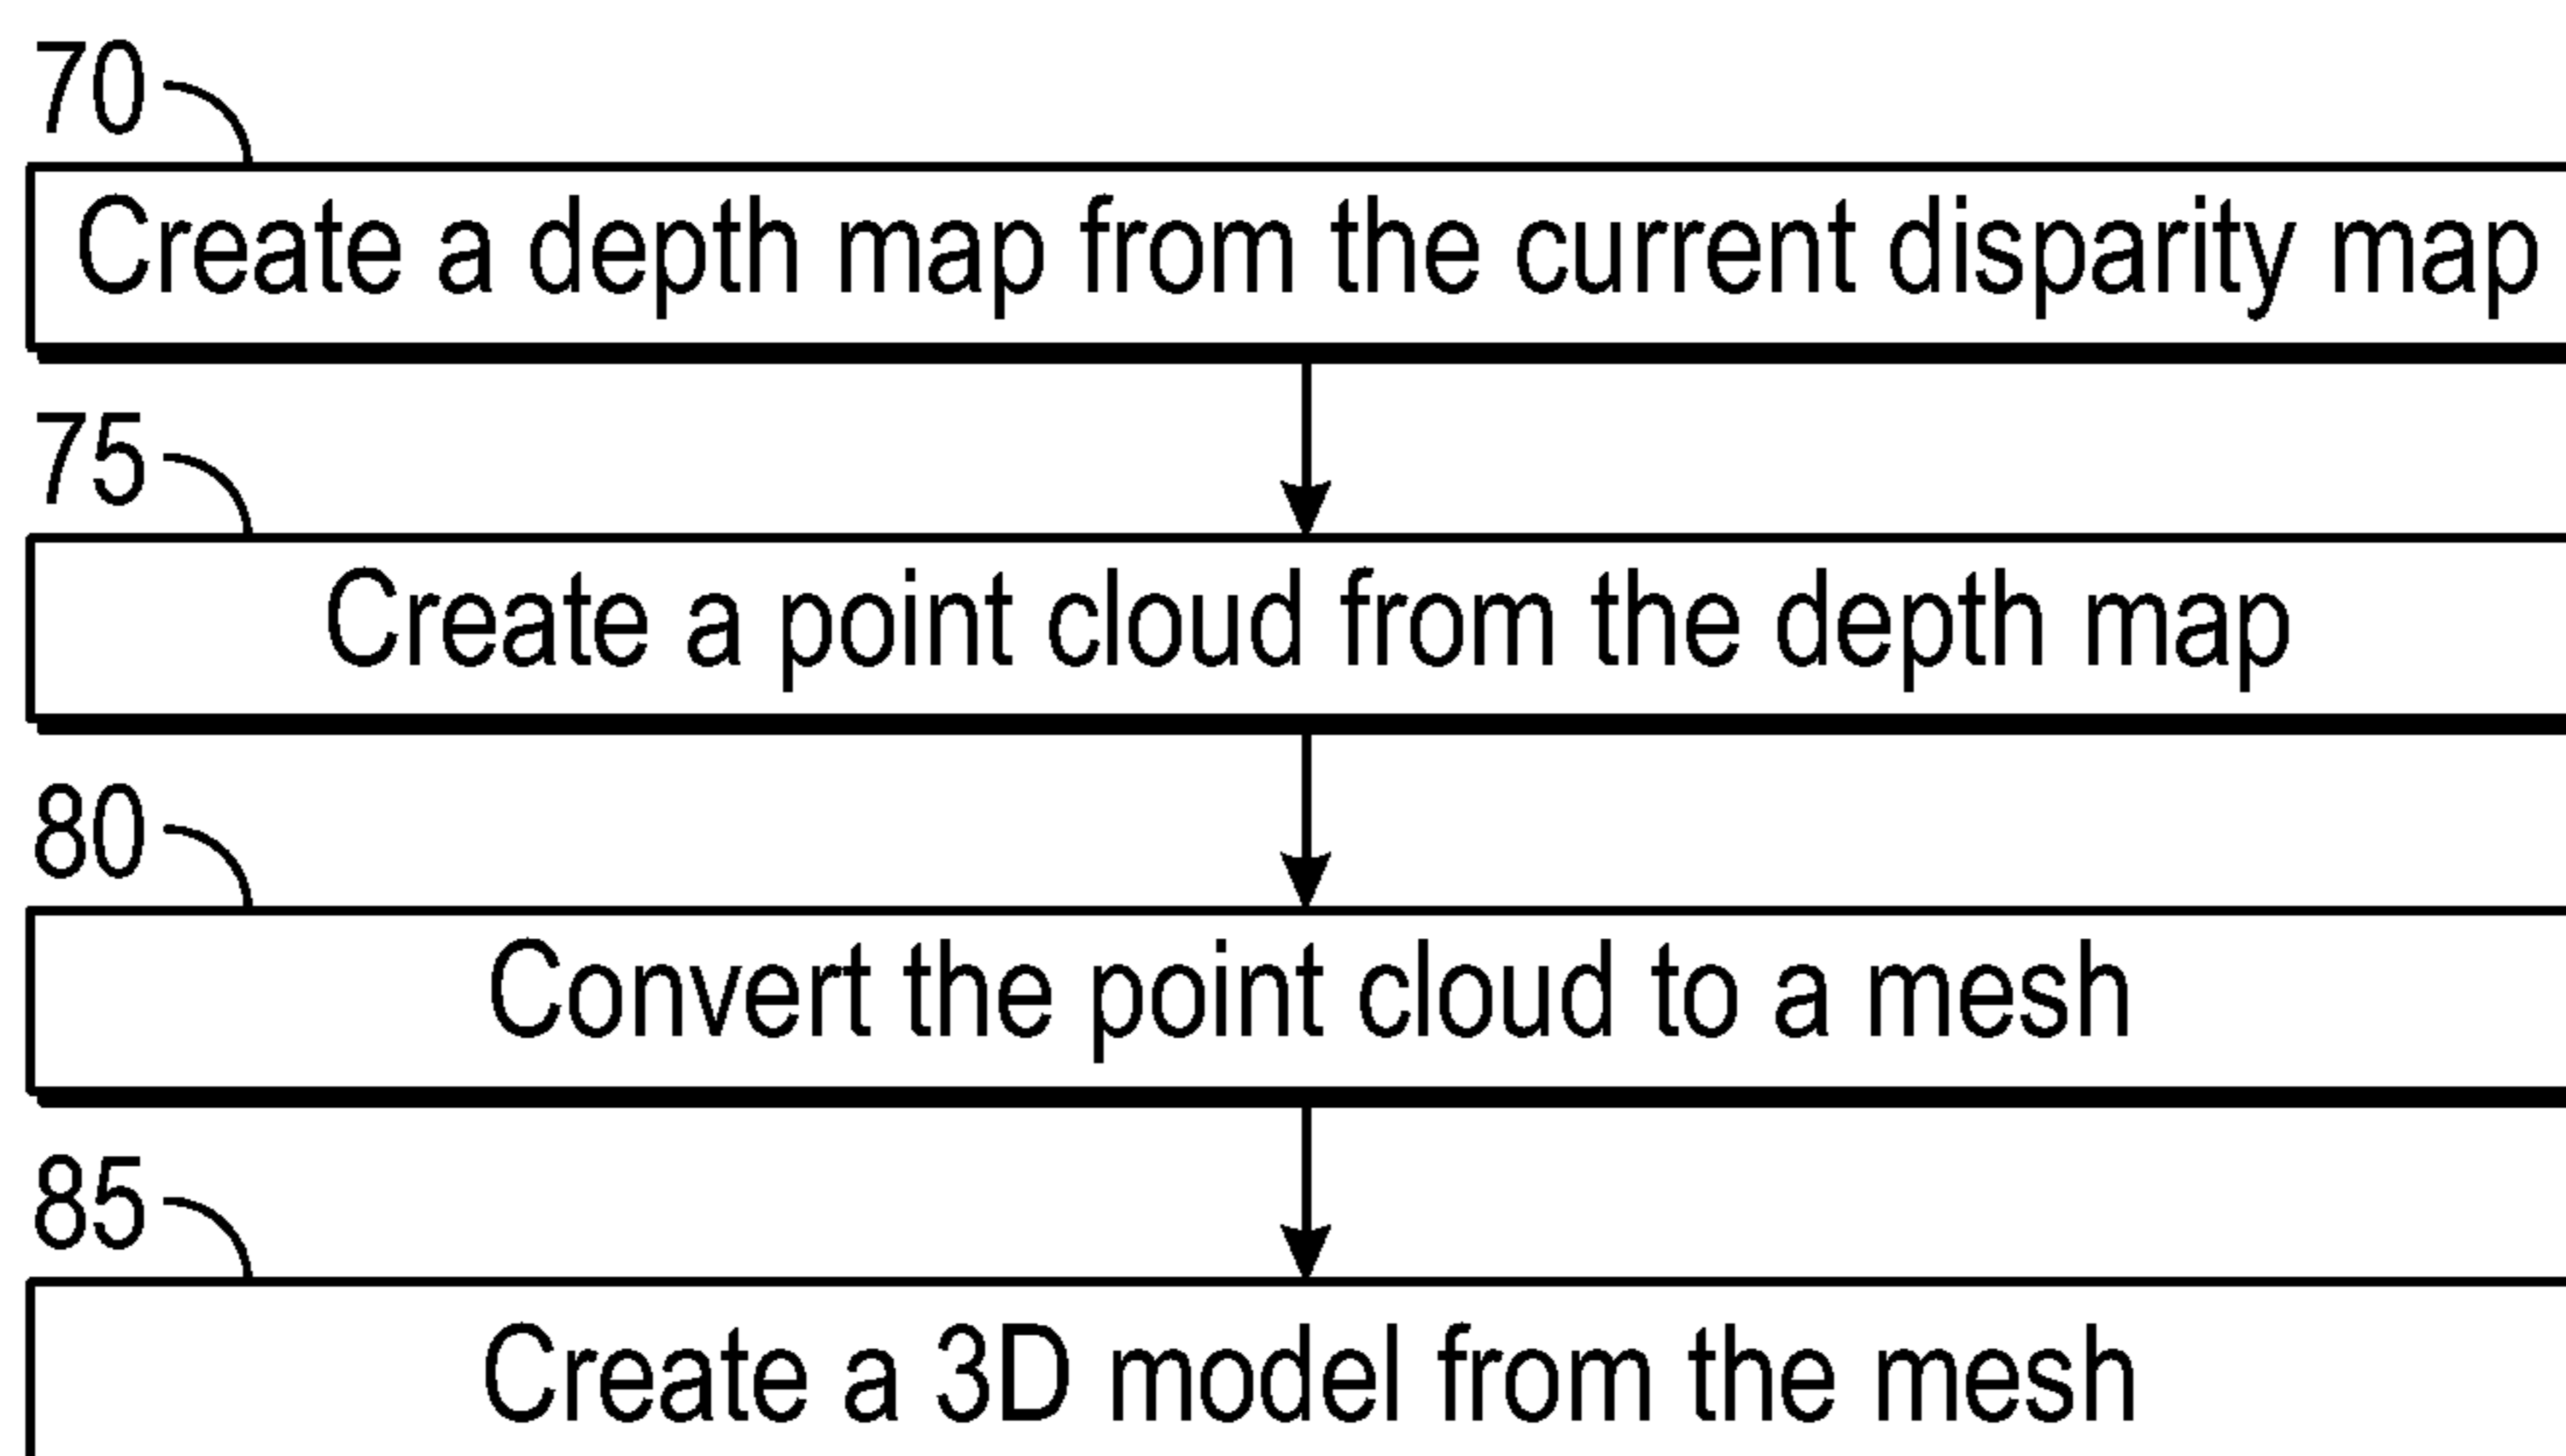 70
Create a depth map from the current disparity map
75
Create a point cloud from the depth map
80
Convert the point cloud to a mesh
85
Create a 3D model from the mesh